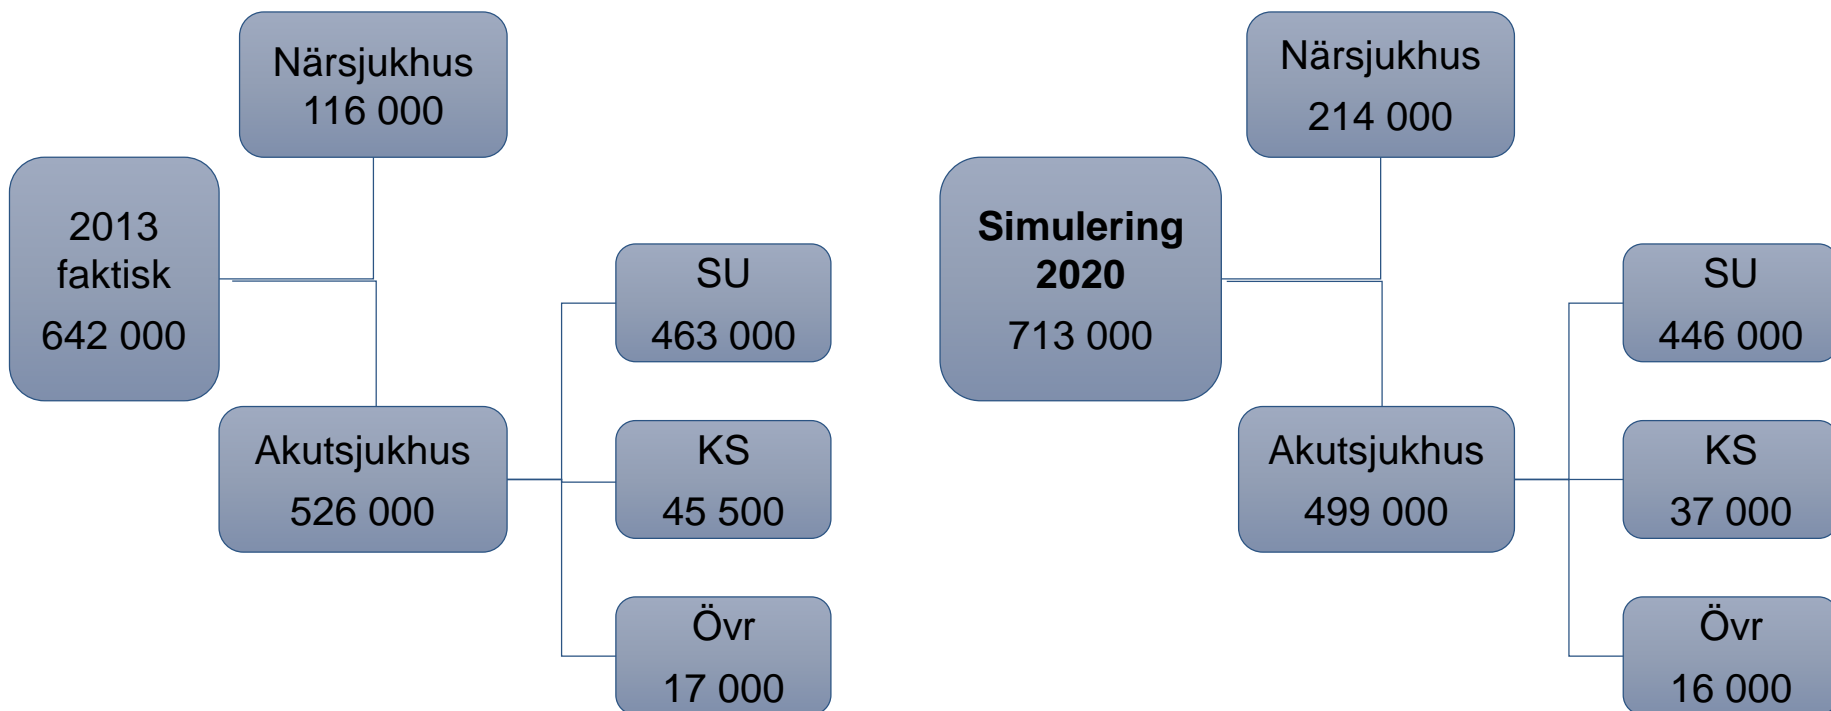 Närsjukhus
116 000
2013
faktisk
642 000
SU
463 000
Akutsjukhus
526 000
KS
45 500
Övr
17 000
Närsjukhus
214 000
Simulering
2020
713 000
SU
446 000
Akutsjukhus
499 000
KS
37 000
Övr
16 000